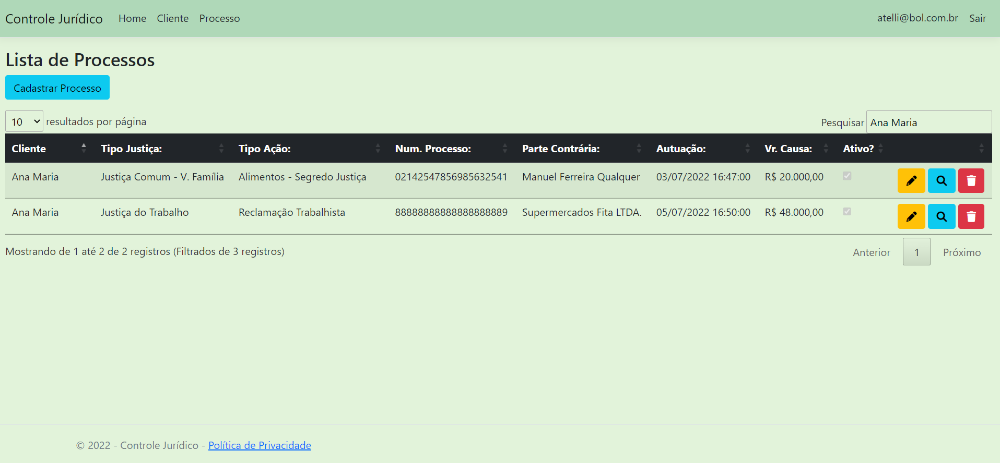 Controle Jurídico Home Cliente Processo atelli@bol.com.br Sair
Lista de Processos
Cadastrar Processo
10 resultados por página Pesquisar Ana Maria
Cliente Tipo Justiça: Tipo Ação: Num. Processo: Parte Contrária: Autuação: Vr. Causa: Ativo?
Ana Maria Justiça Comum - V. Família Alimentos - Segredo Justiça 02142547856985632541 Manuel Ferreira Qualquer 03/07/2022 16:47:00 R$ 20.000,00
Ana Maria Justiça do Trabalho Reclamação Trabalhista 88888888888888888889 Supermercados Fita LTDA. 05/07/2022 16:50:00 R$ 48.000,00
Mostrando de 1 até 2 de 2 registros (Filtrados de 3 registros) Anterior 1 Próximo
© 2022 - Controle Jurídico - Política de Privacidade